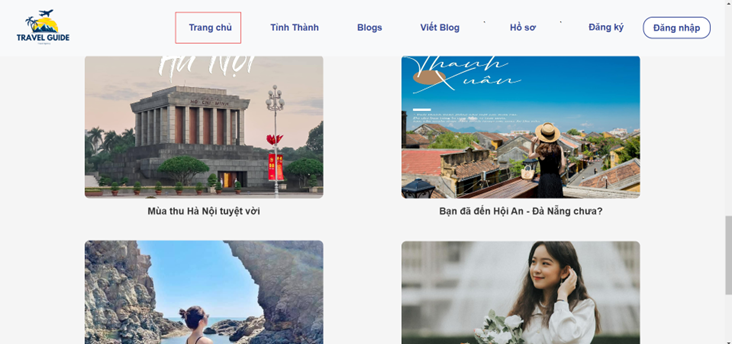 TRAVEL GUIDE
Trang chủ
Tỉnh Thành
Blogs
Viết Blog
Hồ sơ
Đăng ký
Đăng nhập
Hà Nội
Thanh
Xuân
Mùa thu Hà Nội tuyệt vời
Bạn đã đến Hội An - Đà Nẵng chưa?